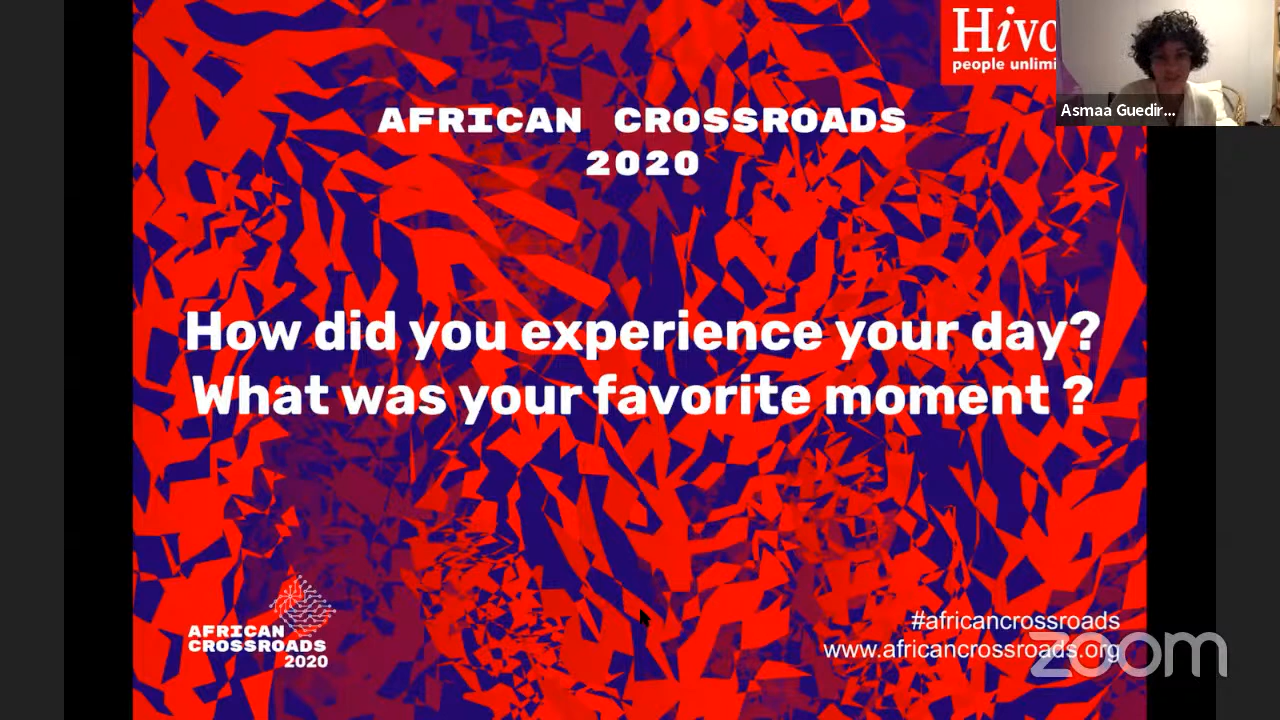 Hivo
people unlimi
Asmaa Guedir...
AFRICAN CROSSROADS
2020
How did you experience your day?
What was your favorite moment ?
AFRICAN
CROSSROADS
2020
#africancrossroads
www.africancrossroads.org
zoom